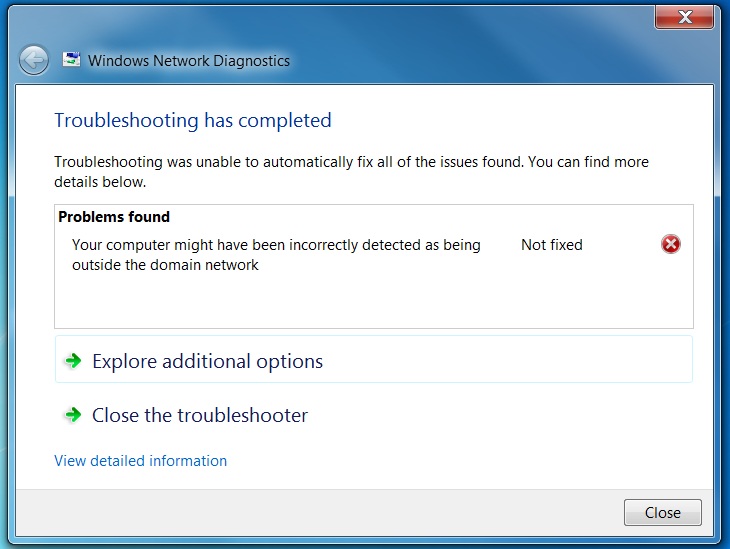 Windows Network Diagnostics
Troubleshooting has completed
Troubleshooting was unable to automatically fix all of the issues found. You can find more
details below.
Problems found
Your computer might have been incorrectly detected as being
outside the domain network
Not fixed
Explore additional options
Close the troubleshooter
View detailed information
Close